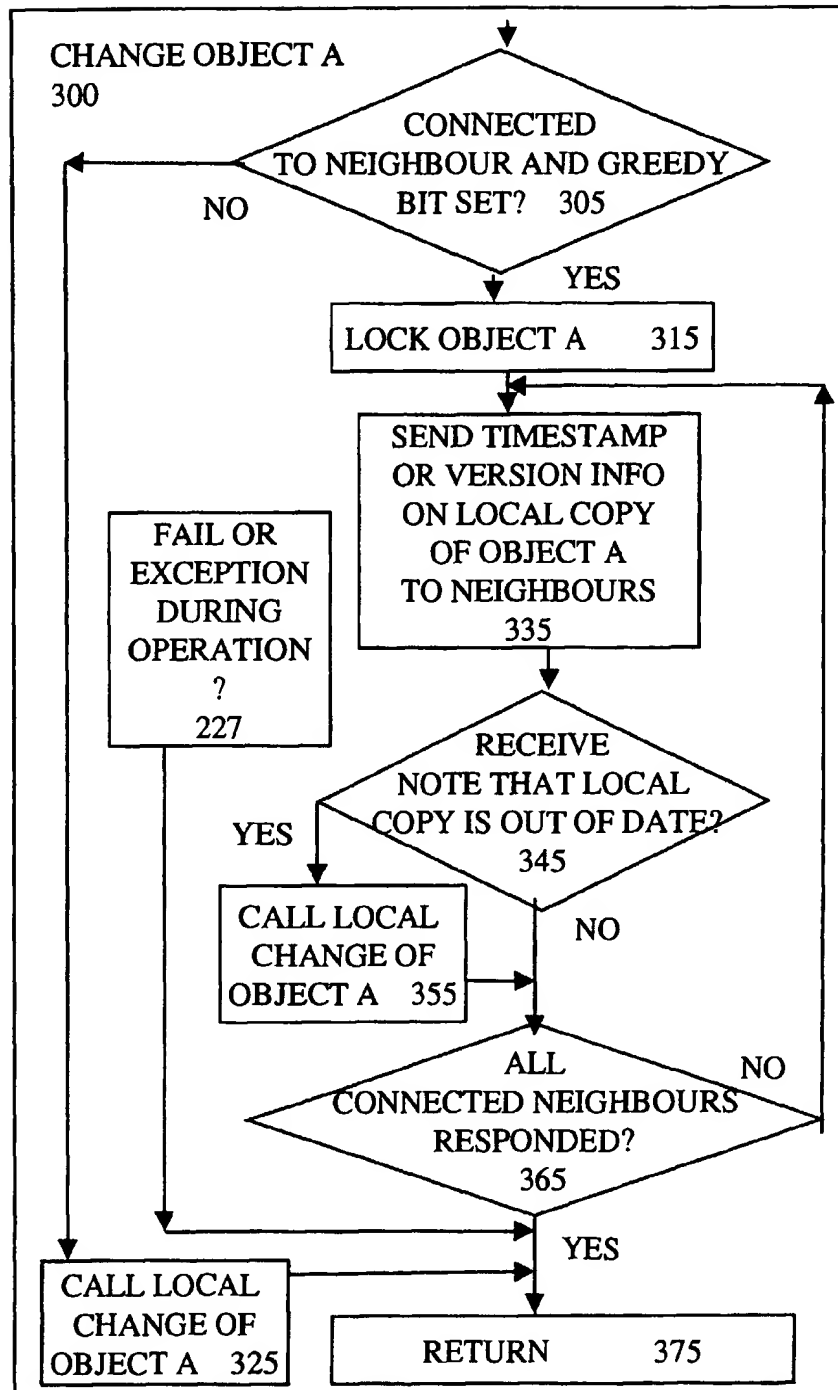 CHANGE OBJECT A
300
CONNECTED
TO NEIGHBOUR AND GREEDY
BIT SET? 305
NO
YES
LOCK OBJECT A 315
SEND TIMESTAMP
OR VERSION INFO
ON LOCAL COPY
OF OBJECT A
TO NEIGHBOURS
335
FAIL OR
EXCEPTION
DURING
OPERATION
?
227
RECEIVE
NOTE THAT LOCAL
COPY IS OUT OF DATE?
345
YES
NO
CALL LOCAL
CHANGE OF
OBJECT A 355
ALL
CONNECTED NEIGHBOURS
RESPONDED?
365
NO
YES
CALL LOCAL
CHANGE OF
OBJECT A 325
RETURN 375